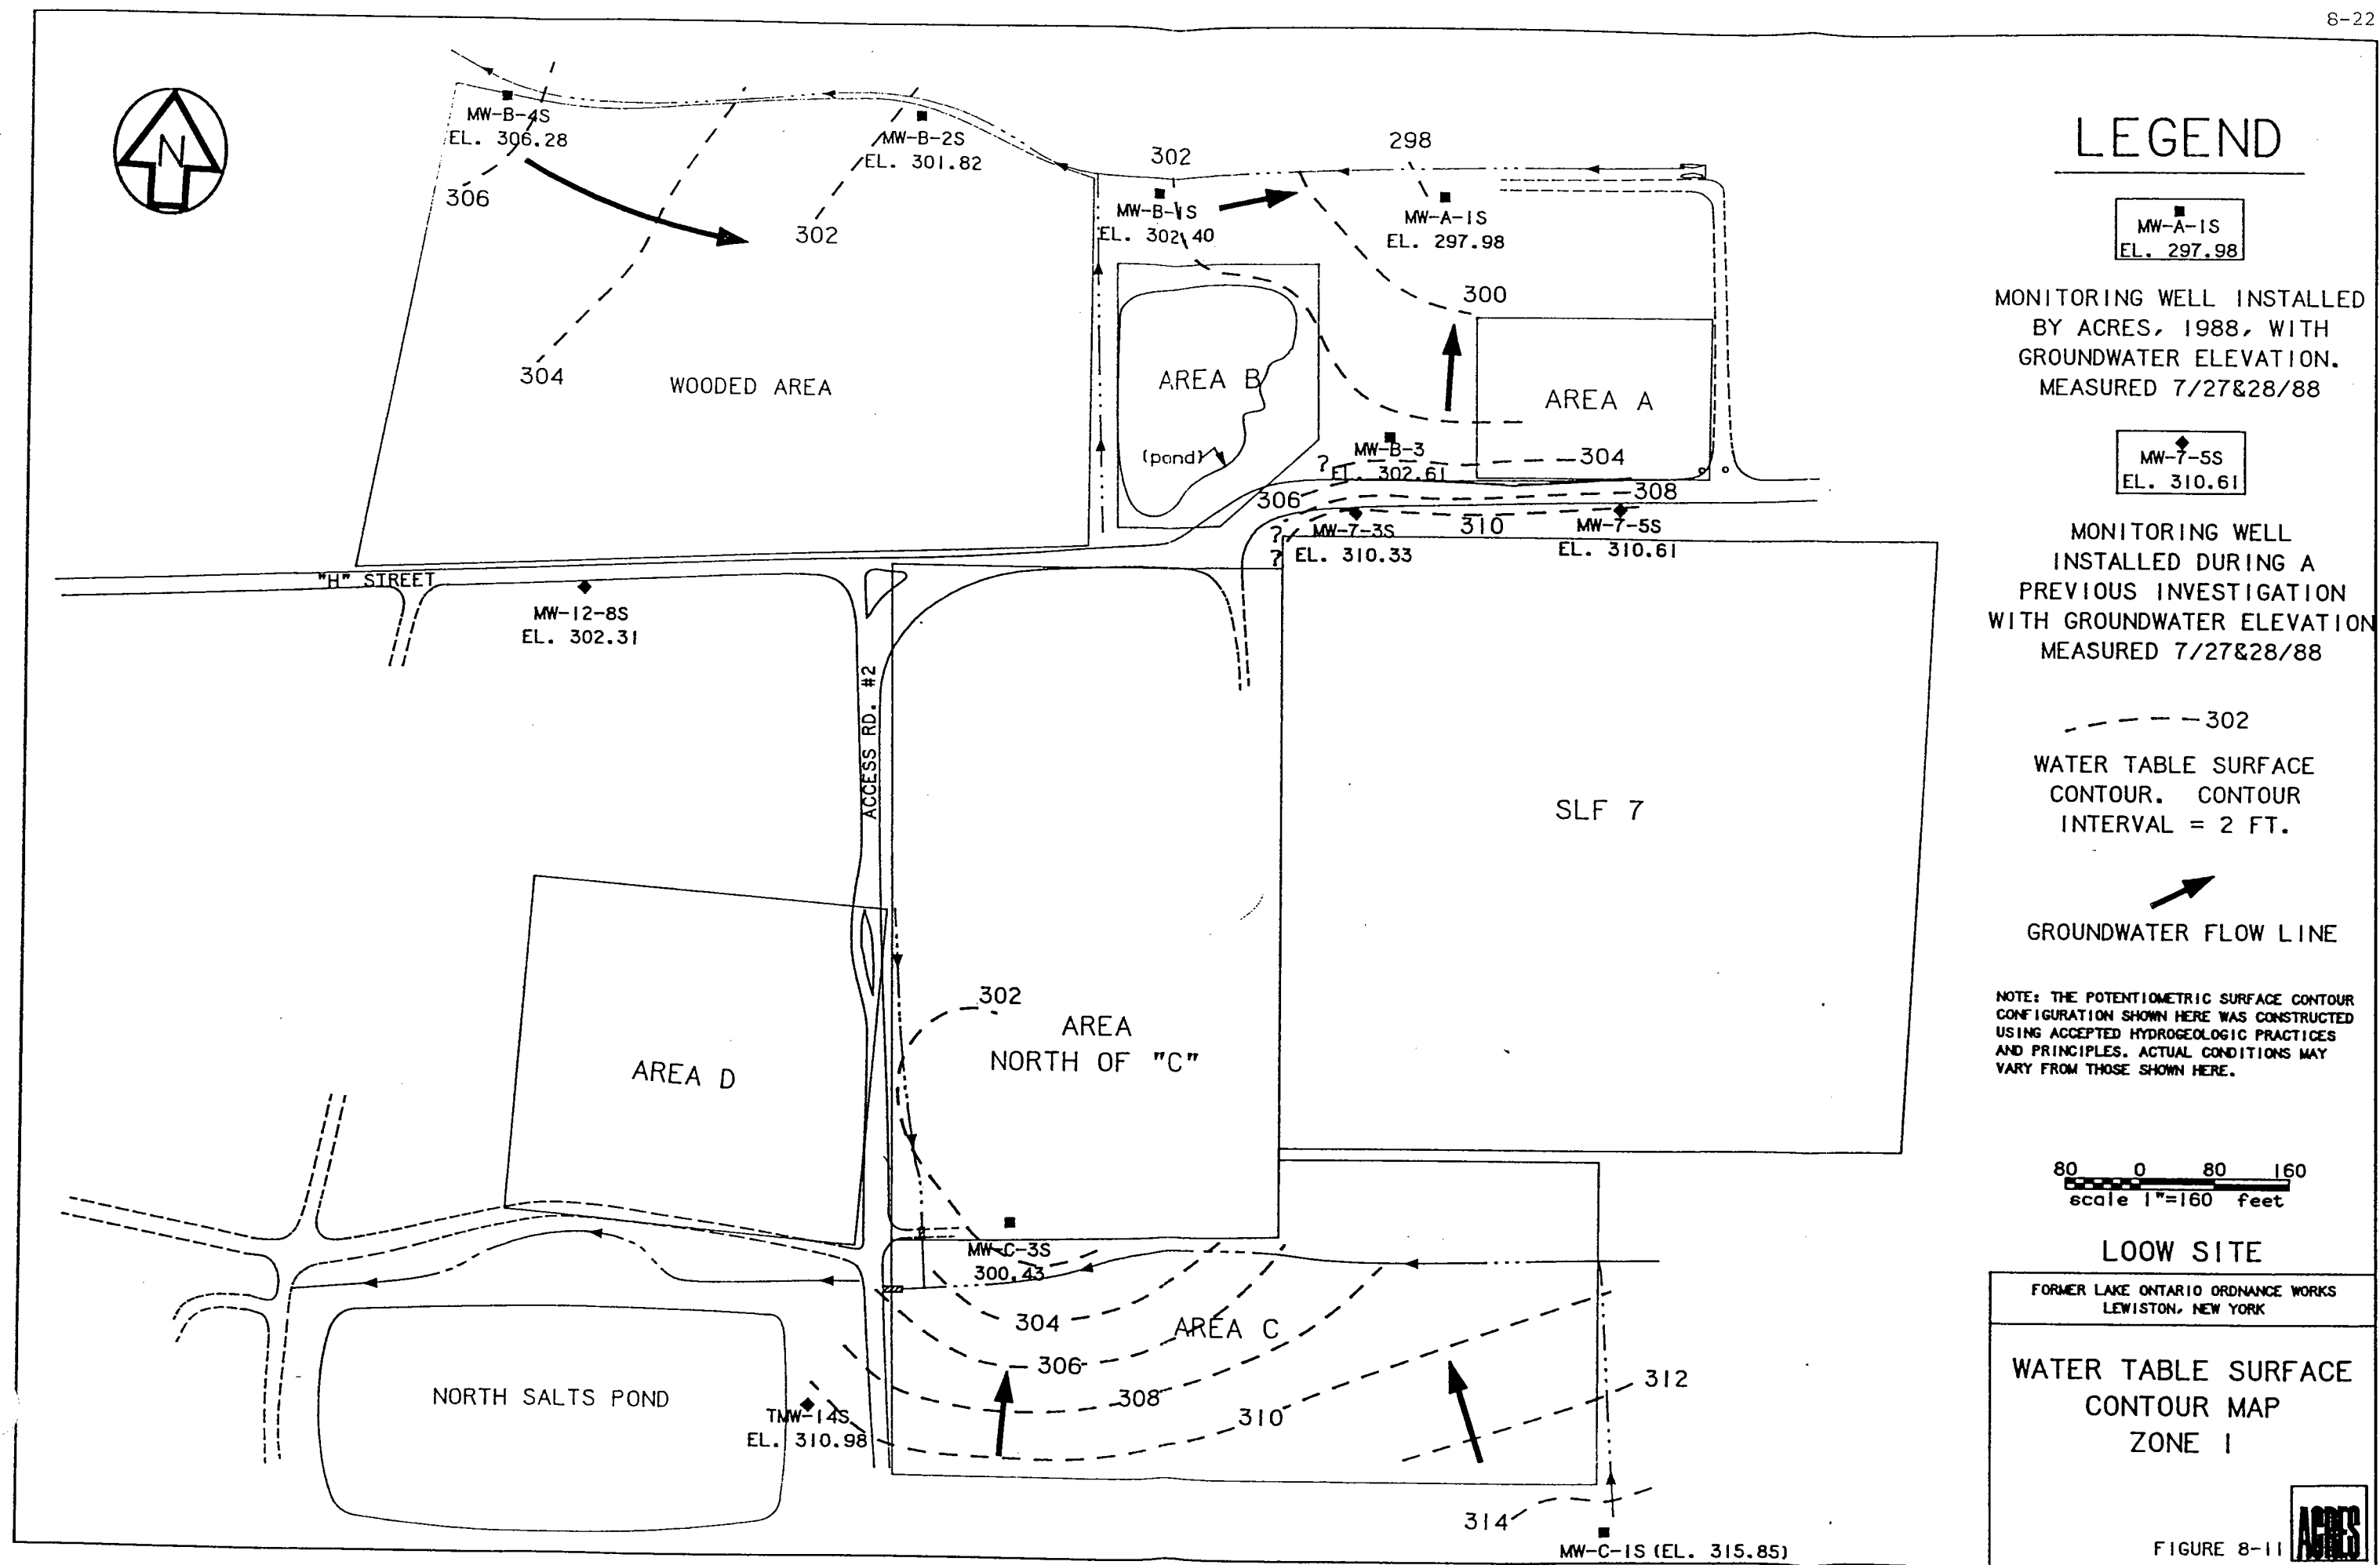 8-22
N
MW-B-4S
EL. 306.28
306
MW-B-2S
EL. 301.82
302
304
WOODED AREA
302
MW-B-1S
EL. 302.40
298
MW-A-1S
EL. 297.98
300
AREA B
(pond)
AREA A
MW-B-3
EL. 302.61
?
304
306
308
?
?
MW-7-3S
EL. 310.33
310
MW-7-5S
EL. 310.61
"H" STREET
MW-12-8S
EL. 302.31
ACCESS RD. #2
SLF 7
302
AREA
NORTH OF "C"
AREA D
MW-C-3S
300.43
304
AREA C
306
308
310
312
NORTH SALTS POND
TMW-14S
EL. 310.98
314
MW-C-1S (EL. 315.85)
LEGEND
MW-A-1S
EL. 297.98
MONITORING WELL INSTALLED
BY ACRES, 1988, WITH
GROUNDWATER ELEVATION.
MEASURED 7/27&28/88
MW-7-5S
EL. 310.61
MONITORING WELL
INSTALLED DURING A
PREVIOUS INVESTIGATION
WITH GROUNDWATER ELEVATION
MEASURED 7/27&28/88
302
WATER TABLE SURFACE
CONTOUR. CONTOUR
INTERVAL = 2 FT.
GROUNDWATER FLOW LINE
NOTE: THE POTENTIOMETRIC SURFACE CONTOUR
CONFIGURATION SHOWN HERE WAS CONSTRUCTED
USING ACCEPTED HYDROGEOLOGIC PRACTICES
AND PRINCIPLES. ACTUAL CONDITIONS MAY
VARY FROM THOSE SHOWN HERE.
80 0 80 160
scale 1"=160 feet
LOOW SITE
FORMER LAKE ONTARIO ORDNANCE WORKS
LEWISTON, NEW YORK
WATER TABLE SURFACE
CONTOUR MAP
ZONE 1
FIGURE 8-11
ACRES